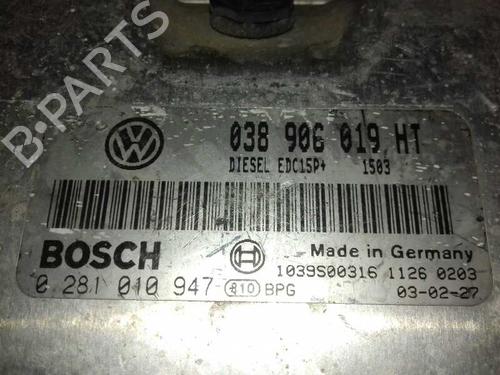 B-PARTS
038 906 019 HT
DIESEL EDC15P+ 1503
BOSCH
Made in Germany
1039S00316 1126 0203
0 281 010 947 810 BPG 03-02-27